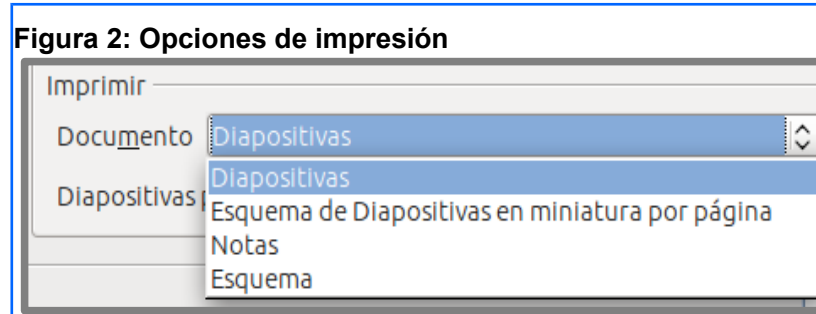 Figura 2: Opciones de impresión
Imprimir
Documento Diapositivas
Diapositivas
Diapositivas
Esquema de Diapositivas en miniatura por página
Notas
Esquema